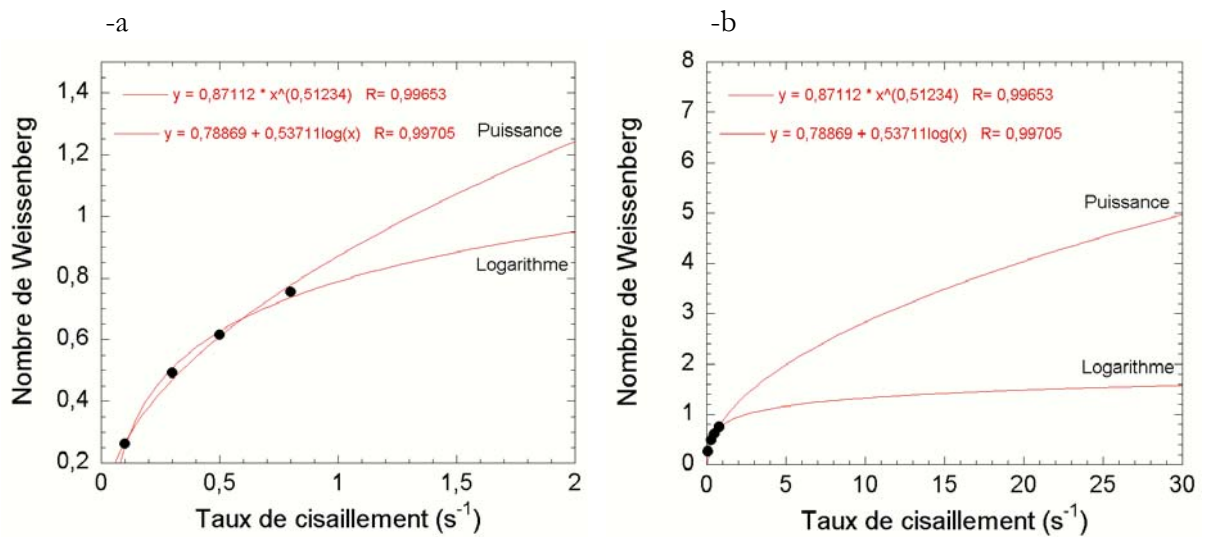 -a
1,4
1,2
1
0,8
0,6
0,4
0,2
0
0,5
1
1,5
2
Nombre de Weissenberg
Taux de cisaillement (s⁻¹)
y = 0,87112 * x^(0,51234) R= 0,99653
y = 0,78869 + 0,53711log(x) R= 0,99705
Puissance
Logarithme
-b
8
7
6
5
4
3
2
1
0
0
5
10
15
20
25
30
Nombre de Weissenberg
Taux de cisaillement (s⁻¹)
y = 0,87112 * x^(0,51234) R= 0,99653
y = 0,78869 + 0,53711log(x) R= 0,99705
Puissance
Logarithme